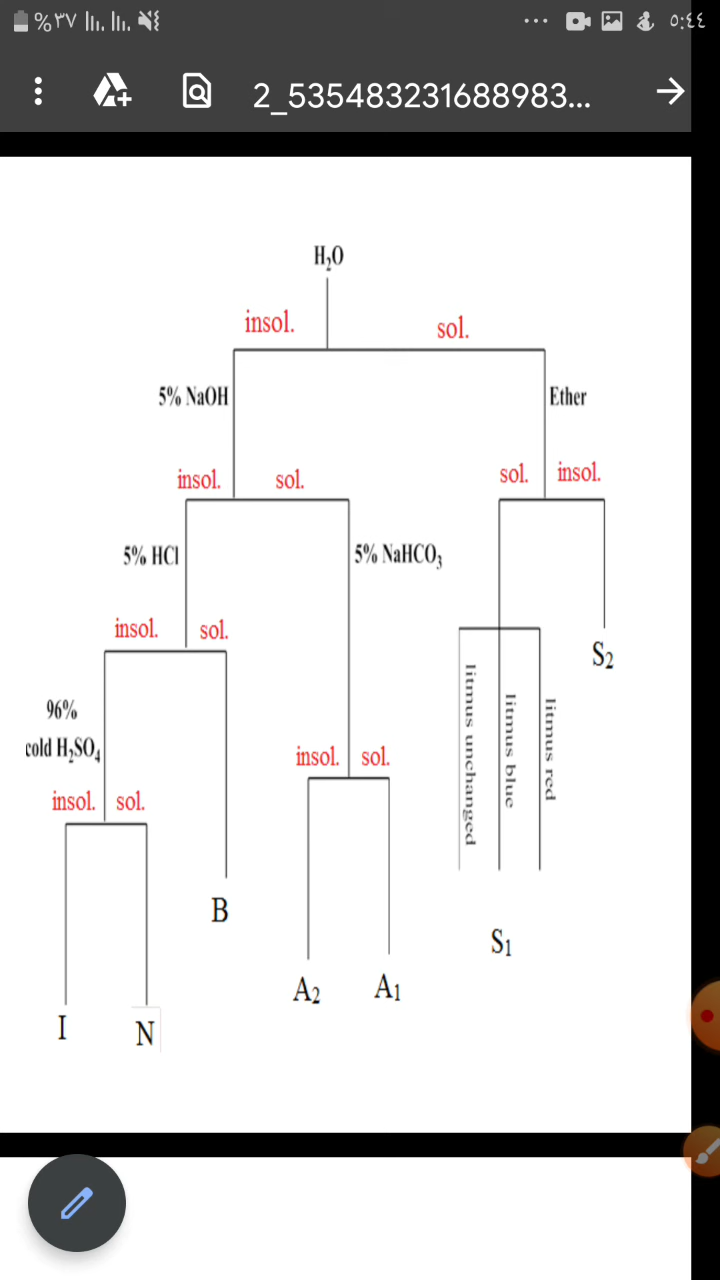 %٣٧ ... ٥:٤٤
2_535483231688983...
H₂O
insol. sol.
5% NaOH Ether
insol. sol. sol. insol.
5% HCl 5% NaHCO₃
insol. sol.
S₂
96%
cold H₂SO₄
litmus unchanged
litmus blue
litmus red
insol. sol.
insol. sol.
B
S₁
A₂ A₁
I N